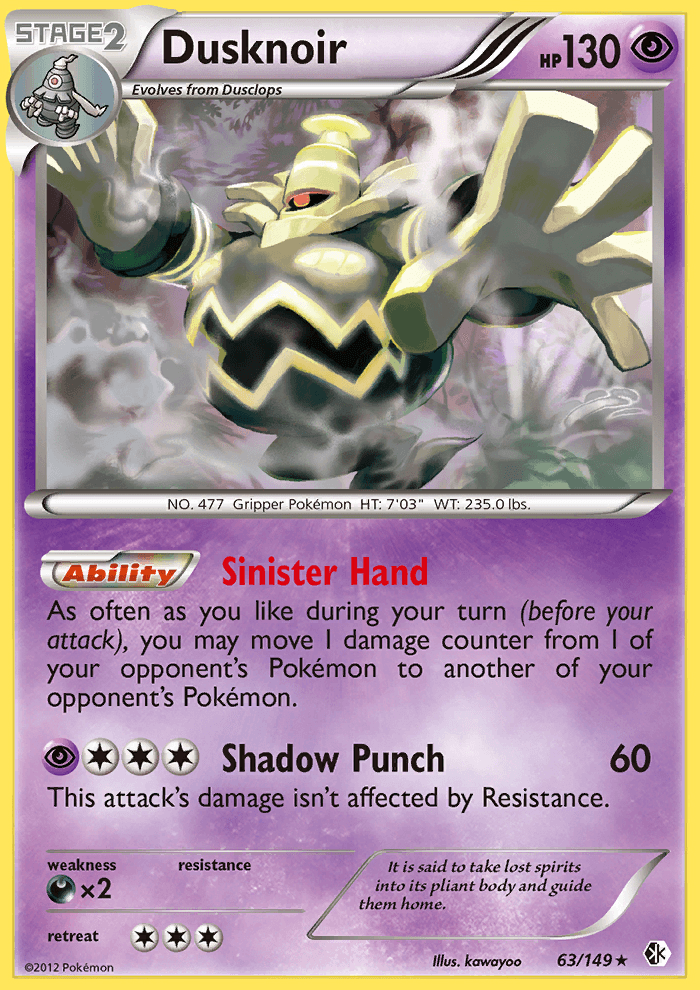 STAGE2
Dusknoir
HP130
Evolves from Dusclops
NO. 477 Gripper Pokémon HT: 7'03" WT: 235.0 lbs.
Ability Sinister Hand
As often as you like during your turn (before your
attack), you may move 1 damage counter from 1 of
your opponent's Pokémon to another of your
opponent's Pokémon.
Shadow Punch 60
This attack's damage isn't affected by Resistance.
weakness resistance
×2
It is said to take lost spirits
into its pliant body and guide
them home.
retreat
©2012 Pokémon
Illus. kawayoo 63/149 ★